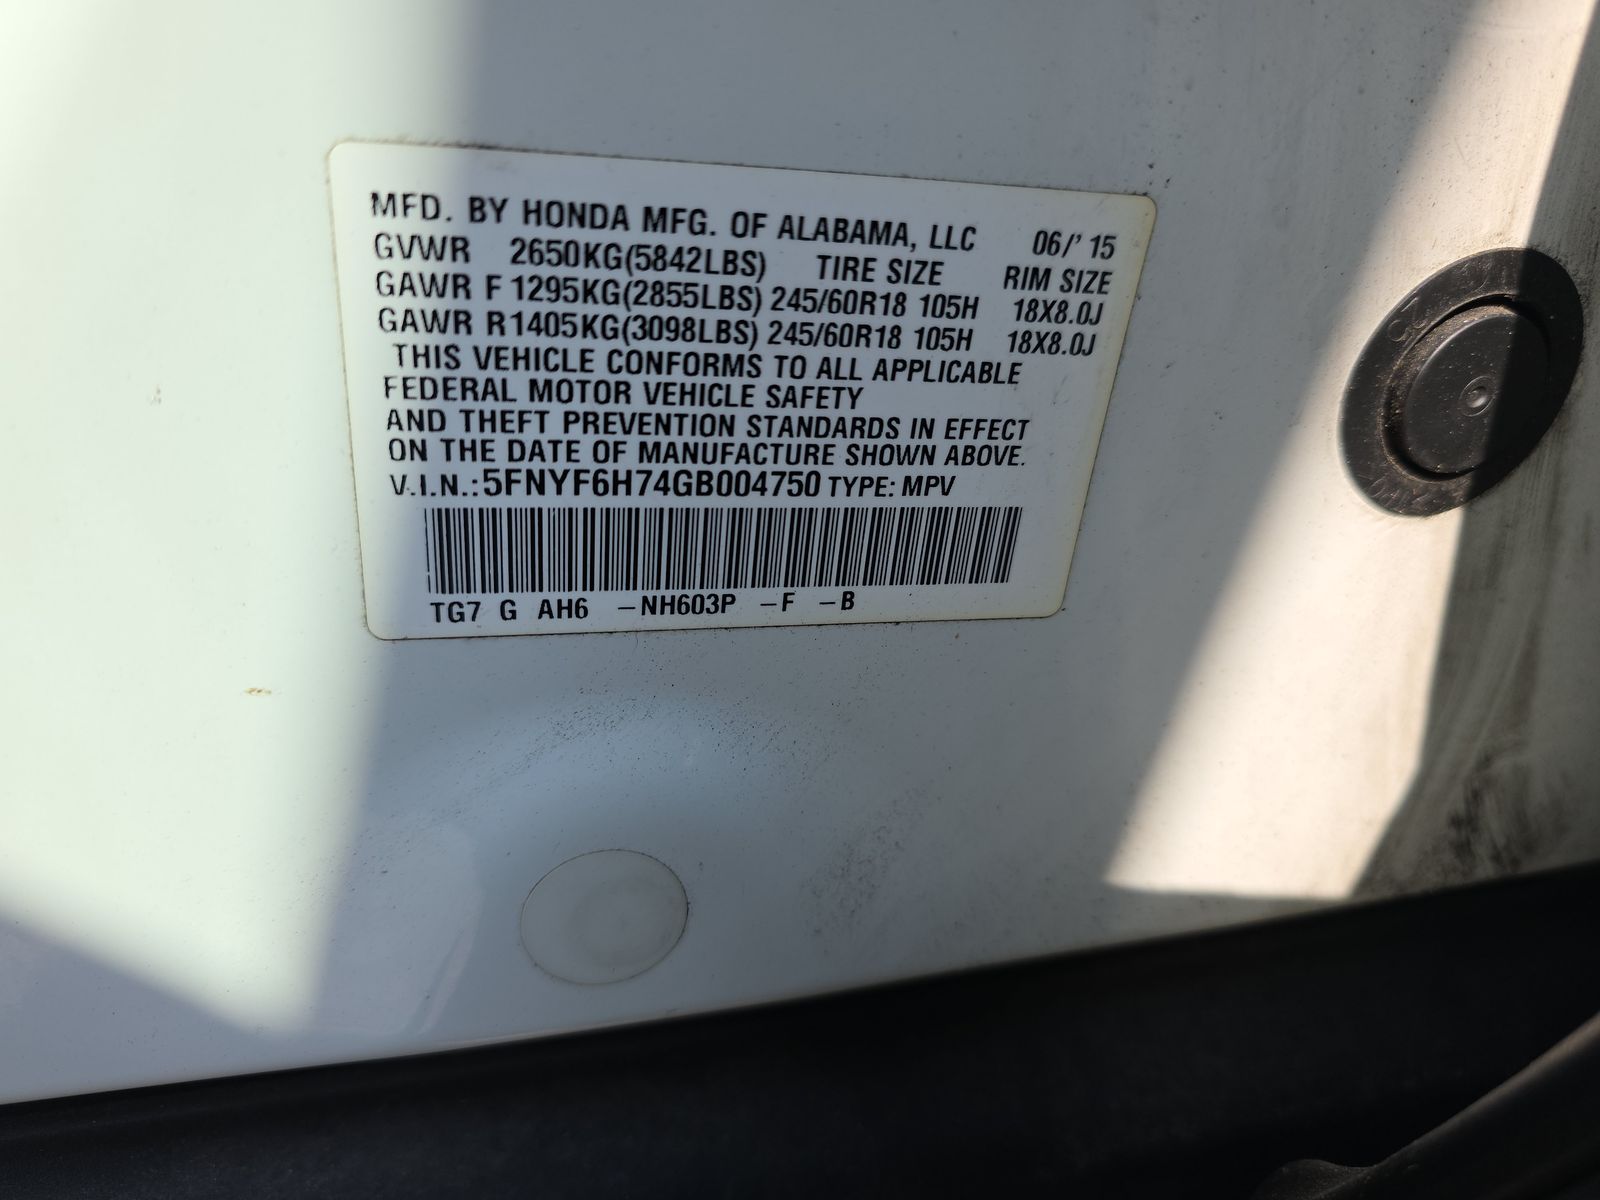 MFD. BY HONDA MFG. OF ALABAMA, LLC 06/' 15
GVWR 2650KG(5842LBS) TIRE SIZE RIM SIZE
GAWR F 1295KG(2855LBS) 245/60R18 105H 18X8.0J
GAWR R1405KG(3098LBS) 245/60R18 105H 18X8.0J
THIS VEHICLE CONFORMS TO ALL APPLICABLE
FEDERAL MOTOR VEHICLE SAFETY
AND THEFT PREVENTION STANDARDS IN EFFECT
ON THE DATE OF MANUFACTURE SHOWN ABOVE.
V.I.N.:5FNYF6H74GB004750 TYPE: MPV
TG7 G AH6 -NH603P -F -B